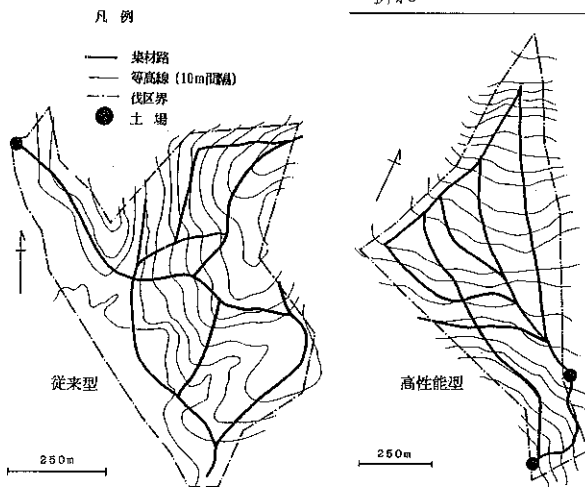 凡 例
集材路
等高線（10m間隔）
伐区界
土 場
従来型
250m
高性能型
250m